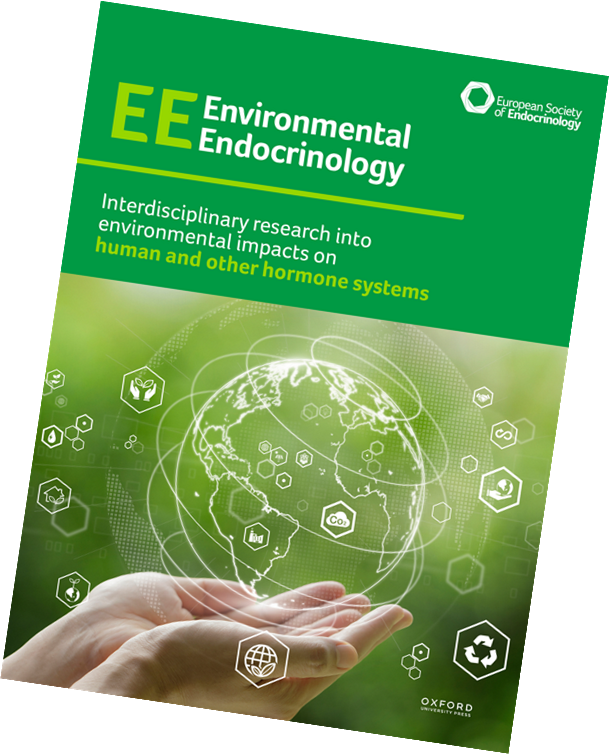 EE Environmental
Endocrinology
European Society
of Endocrinology
Interdisciplinary research into
environmental impacts on
human and other hormone systems
CO₂
OXFORD
UNIVERSITY PRESS